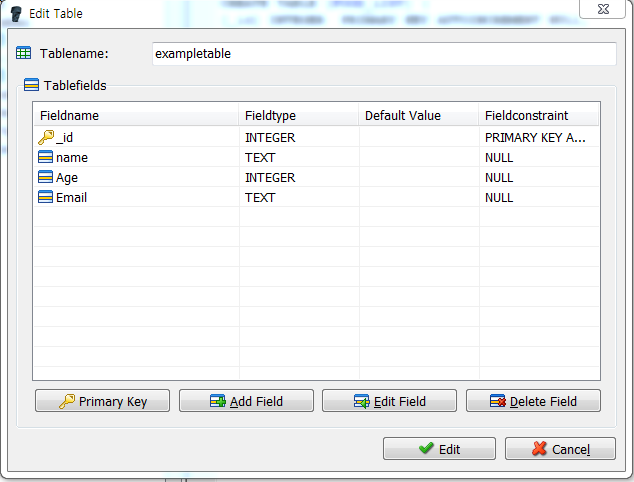 Edit Table
Tablename: exampletable
Tablefields
Fieldname Fieldtype Default Value Fieldconstraint
_id INTEGER PRIMARY KEY A...
name TEXT NULL
Age INTEGER NULL
Email TEXT NULL
Primary Key Add Field Edit Field Delete Field
Edit Cancel